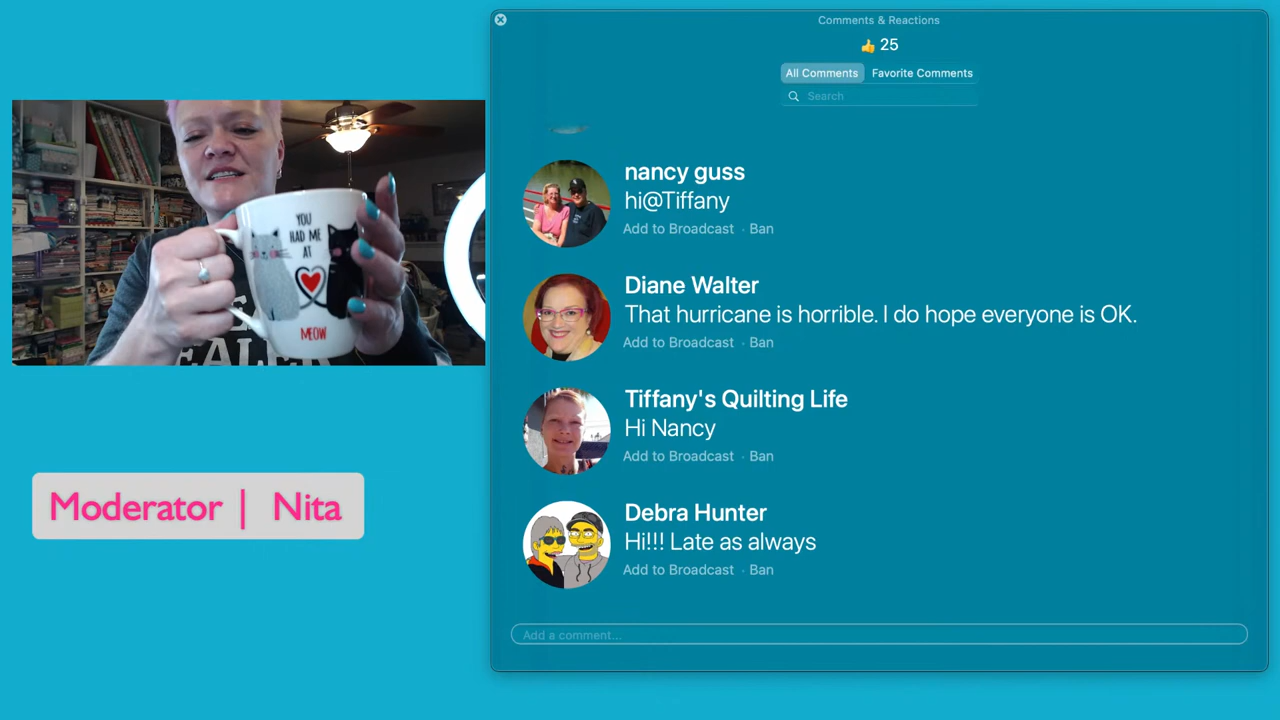 Comments & Reactions
👍 25
All Comments Favorite Comments
Search
nancy guss
hi@Tiffany
Add to Broadcast · Ban
Diane Walter
That hurricane is horrible. I do hope everyone is OK.
Add to Broadcast · Ban
Tiffany's Quilting Life
Hi Nancy
Add to Broadcast · Ban
Debra Hunter
Hi!!! Late as always
Add to Broadcast · Ban
Add a comment...
YOU
HAD ME
AT
MEOW
Moderator | Nita